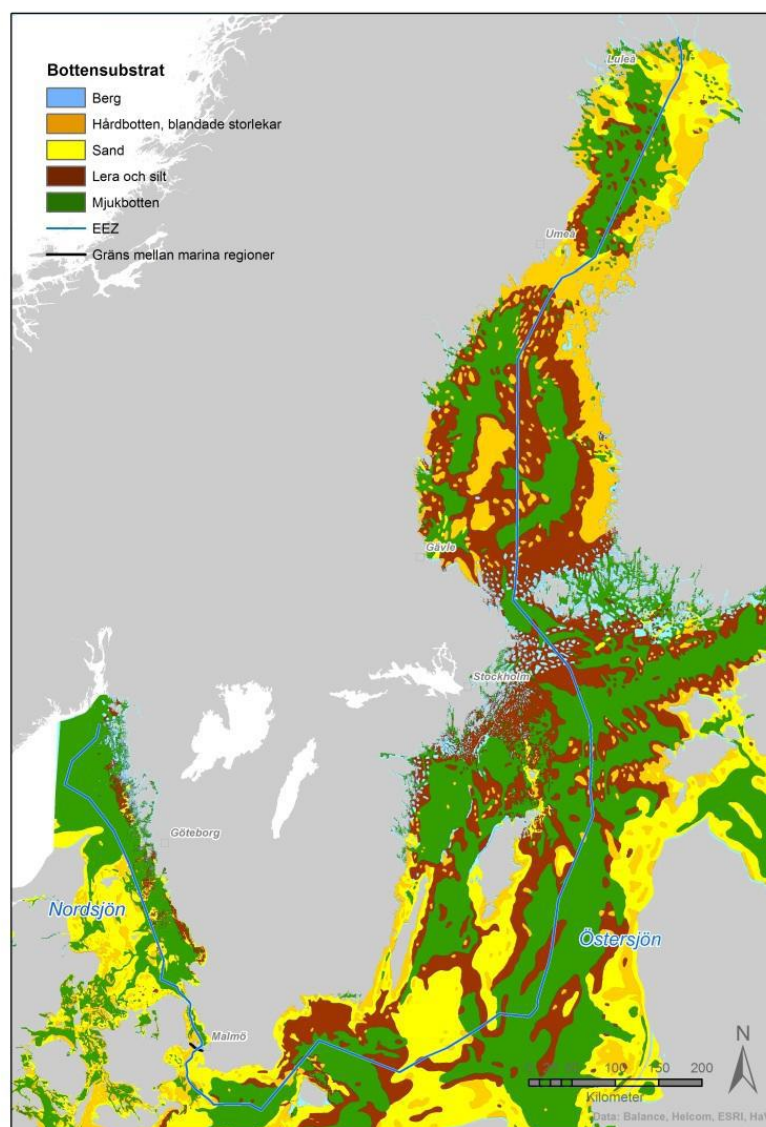 Bottensubstrat
Berg
Hårdbotten, blandade storlekar
Sand
Lera och silt
Mjukbotten
EEZ
Gräns mellan marina regioner
Luleå
Umeå
Gävle
Stockholm
Göteborg
Nordsjön
Östersjön
Malmö
N
100 150 200
Kilometer
Data: Balance, Helcom, ESRI, HaV